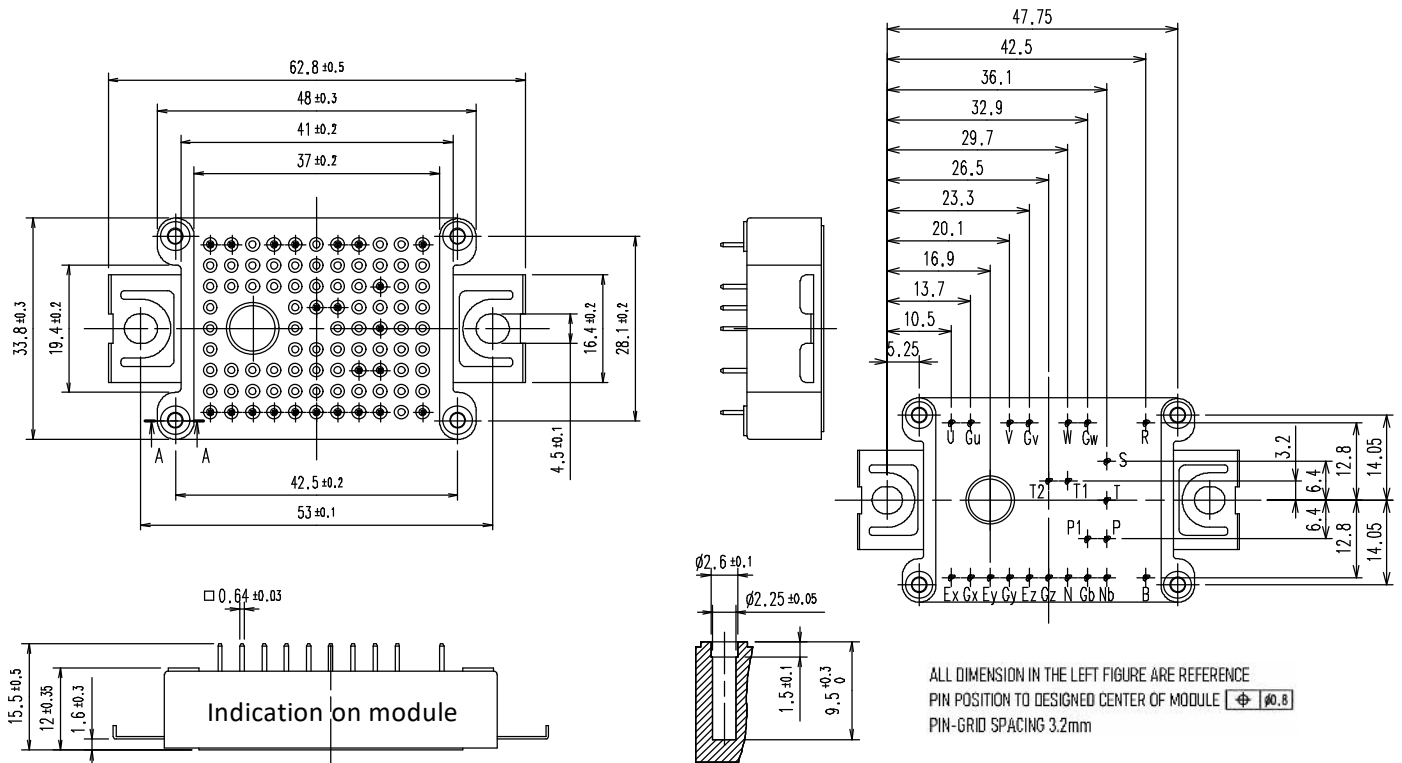 62.8 ±0.5
48 ±0.3
41 ±0.2
37 ±0.2
33.8 ±0.3
19.4 ±0.2
16.4 ±0.2
28.1 ±0.2
4.5 ±0.1
A A
42.5 ±0.2
53 ±0.1
47.75
42.5
36.1
32.9
29.7
26.5
23.3
20.1
16.9
13.7
10.5
5.25
U Gu V Gv W Gw R
S
T2 T1 T
P1 P
Ex Gx Ey Gy Ez Gz N Gb Nb B
3.2
6.4
12.8
14.05
6.4
12.8
14.05
□ 0.64 ±0.03
15.5 ±0.5
12 ±0.35
1.6 ±0.3
Indication on module
Ø2.6 ±0.1
Ø2.25 ±0.05
1.5 ±0.1
9.5 +0.3 0
ALL DIMENSION IN THE LEFT FIGURE ARE REFERENCE
PIN POSITION TO DESIGNED CENTER OF MODULE ⌖ Ø0.8
PIN-GRID SPACING 3.2mm